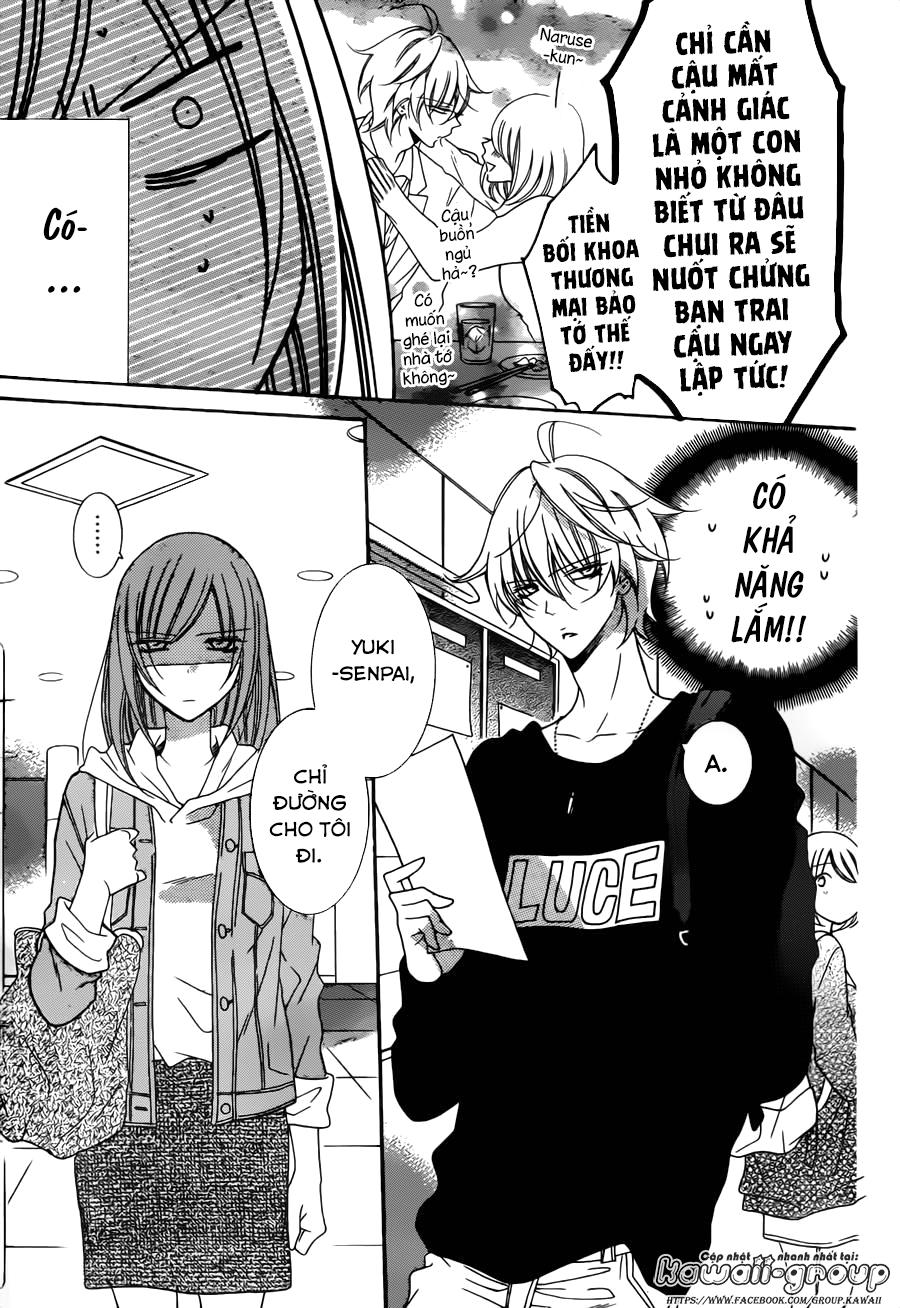 CHỈ CẦN
CẬU MẤT
CẢNH GIÁC
LÀ MỘT CON
NHỎ KHÔNG
BIẾT TỪ ĐÂU
CHUI RA SẼ
NUỐT CHỬNG
BẠN TRAI
CẬU NGAY
LẬP TỨC!
TIỀN
BỐI KHOA
THƯƠNG
MẠI BẢO
TỚ THẾ
ĐẤY!!
Naruse
-kun~
Cậu
buồn
ngủ
hả~?
Có
muốn
ghé lại
nhà tớ
không~
Có-
...
CÓ
KHẢ
NĂNG
LẮM!!
A.
YUKI
-SENPAI,
CHỈ
ĐƯỜNG
CHO TÔI
ĐI.
LUCE
......
Cập nhật nhanh nhất tại:
kawaii-group
HTTPS://WWW.FACEBOOK.COM/GROUP.KAWAII